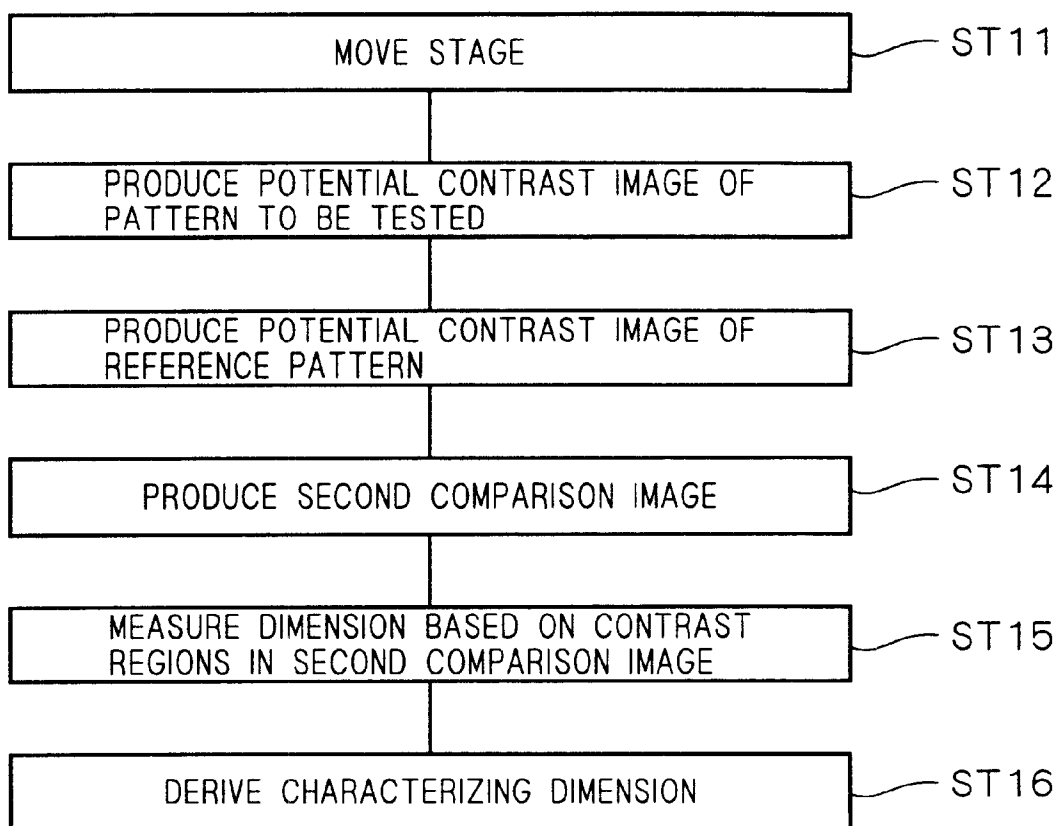 MOVE STAGE
ST11
PRODUCE POTENTIAL CONTRAST IMAGE OF
PATTERN TO BE TESTED
ST12
PRODUCE POTENTIAL CONTRAST IMAGE OF
REFERENCE PATTERN
ST13
PRODUCE SECOND COMPARISON IMAGE
ST14
MEASURE DIMENSION BASED ON CONTRAST
REGIONS IN SECOND COMPARISON IMAGE
ST15
DERIVE CHARACTERIZING DIMENSION
ST16